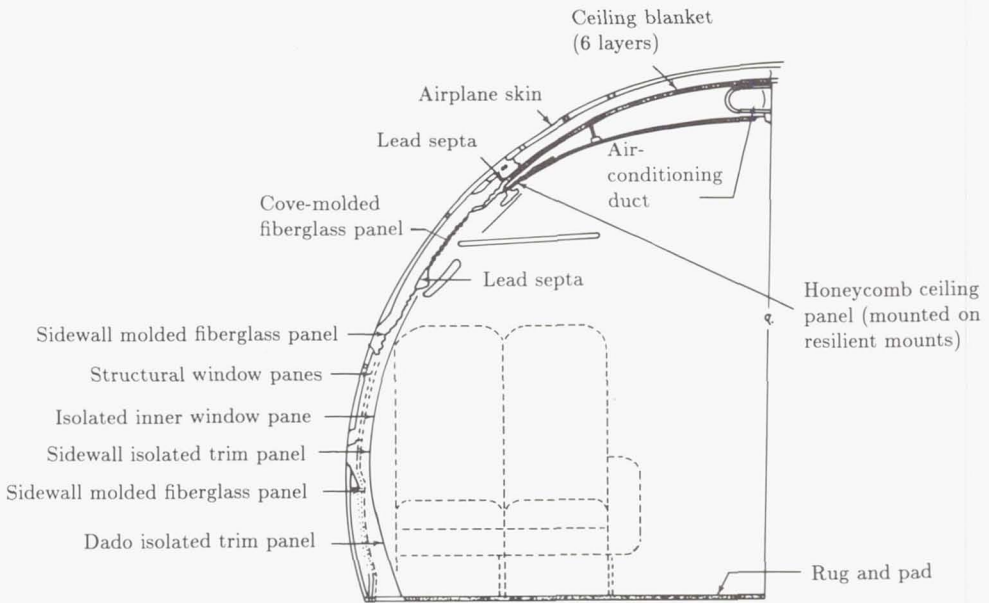 Ceiling blanket
(6 layers)
Airplane skin
Lead septa
Air-
conditioning
duct
Cove-molded
fiberglass panel
Lead septa
Honeycomb ceiling
panel (mounted on
resilient mounts)
Sidewall molded fiberglass panel
Structural window panes
Isolated inner window pane
Sidewall isolated trim panel
Sidewall molded fiberglass panel
Dado isolated trim panel
Rug and pad